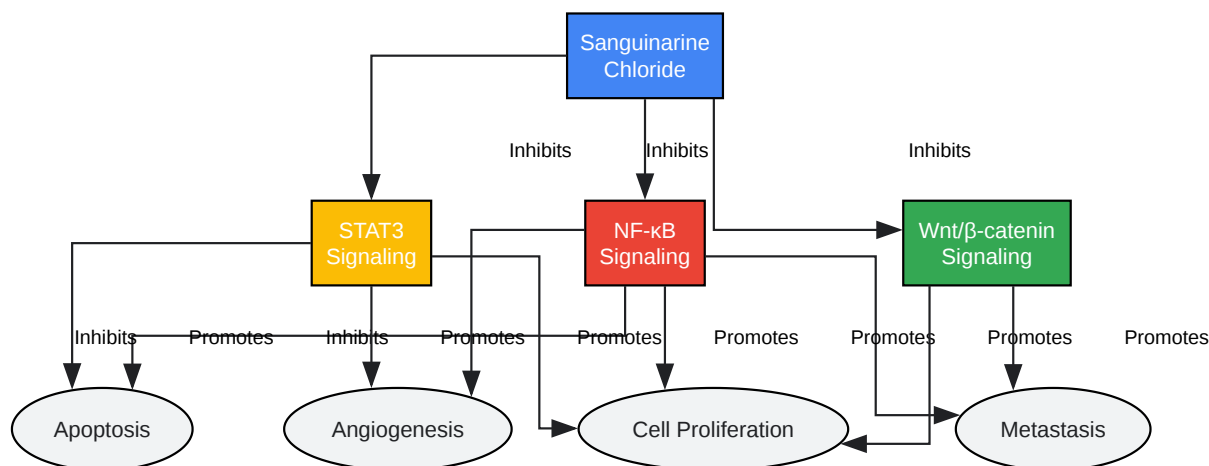 Sanguinarine
Chloride
Inhibits
Inhibits
Inhibits
STAT3
Signaling
NF-κB
Signaling
Wnt/β-catenin
Signaling
Inhibits
Promotes
Inhibits
Promotes
Promotes
Promotes
Promotes
Promotes
Promotes
Apoptosis
Angiogenesis
Cell Proliferation
Metastasis